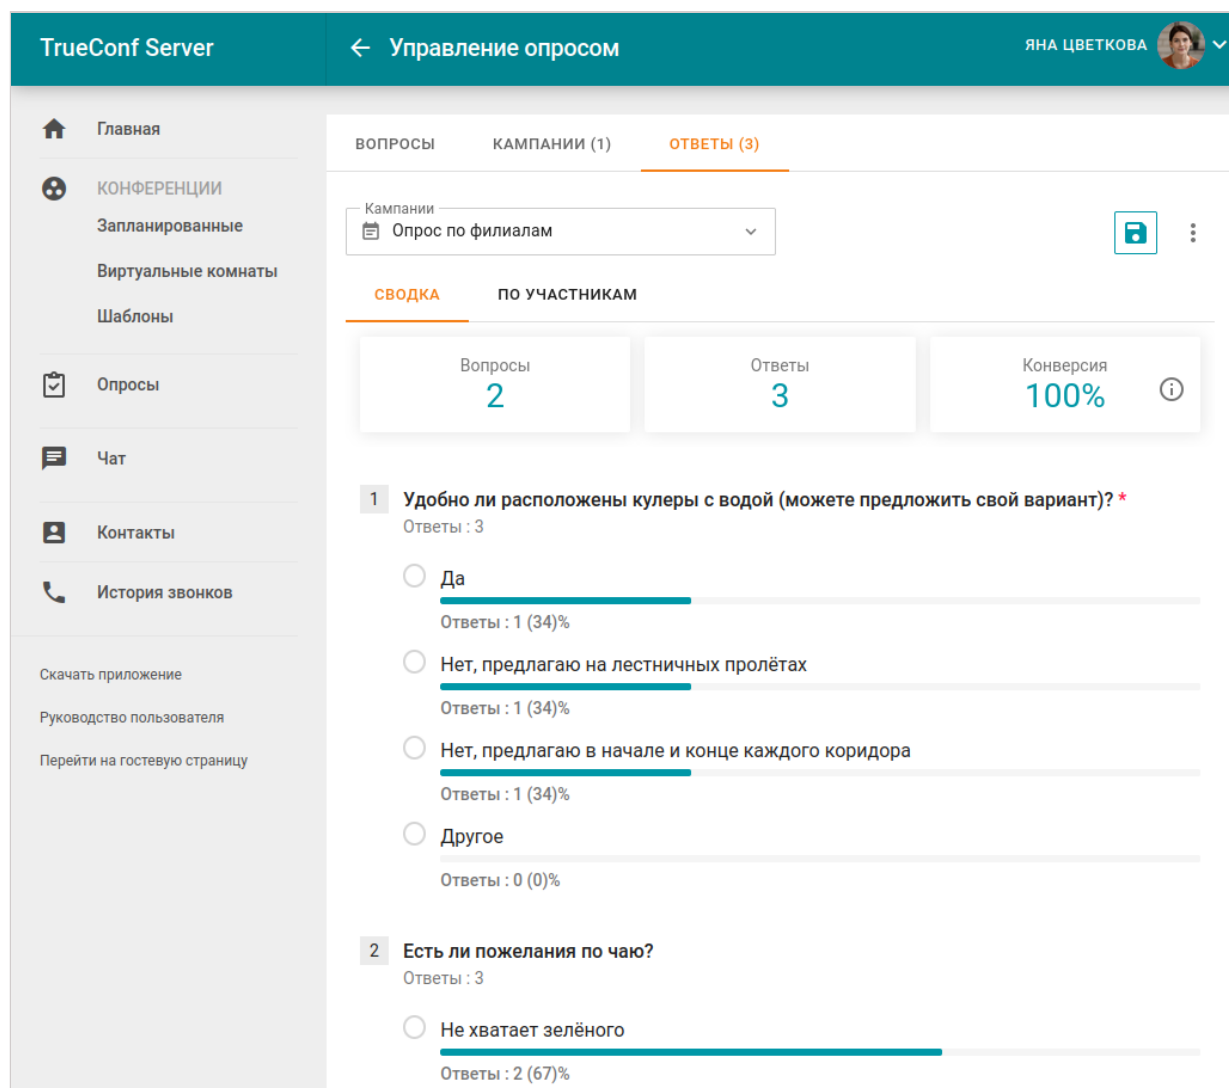 TrueConf Server
Управление опросом
ЯНА ЦВЕТКОВА
Главная
КОНФЕРЕНЦИИ
Запланированные
Виртуальные комнаты
Шаблоны
Опросы
Чат
Контакты
История звонков
Скачать приложение
Руководство пользователя
Перейти на гостевую страницу
ВОПРОСЫ
КАМПАНИИ (1)
ОТВЕТЫ (3)
Кампании
Опрос по филиалам
СВОДКА
ПО УЧАСТНИКАМ
Вопросы
2
Ответы
3
Конверсия
100%
1 Удобно ли расположены кулеры с водой (можете предложить свой вариант)? *
Ответы : 3
Да
Ответы : 1 (34)%
Нет, предлагаю на лестничных пролётах
Ответы : 1 (34)%
Нет, предлагаю в начале и конце каждого коридора
Ответы : 1 (34)%
Другое
Ответы : 0 (0)%
2 Есть ли пожелания по чаю?
Ответы : 3
Не хватает зелёного
Ответы : 2 (67)%